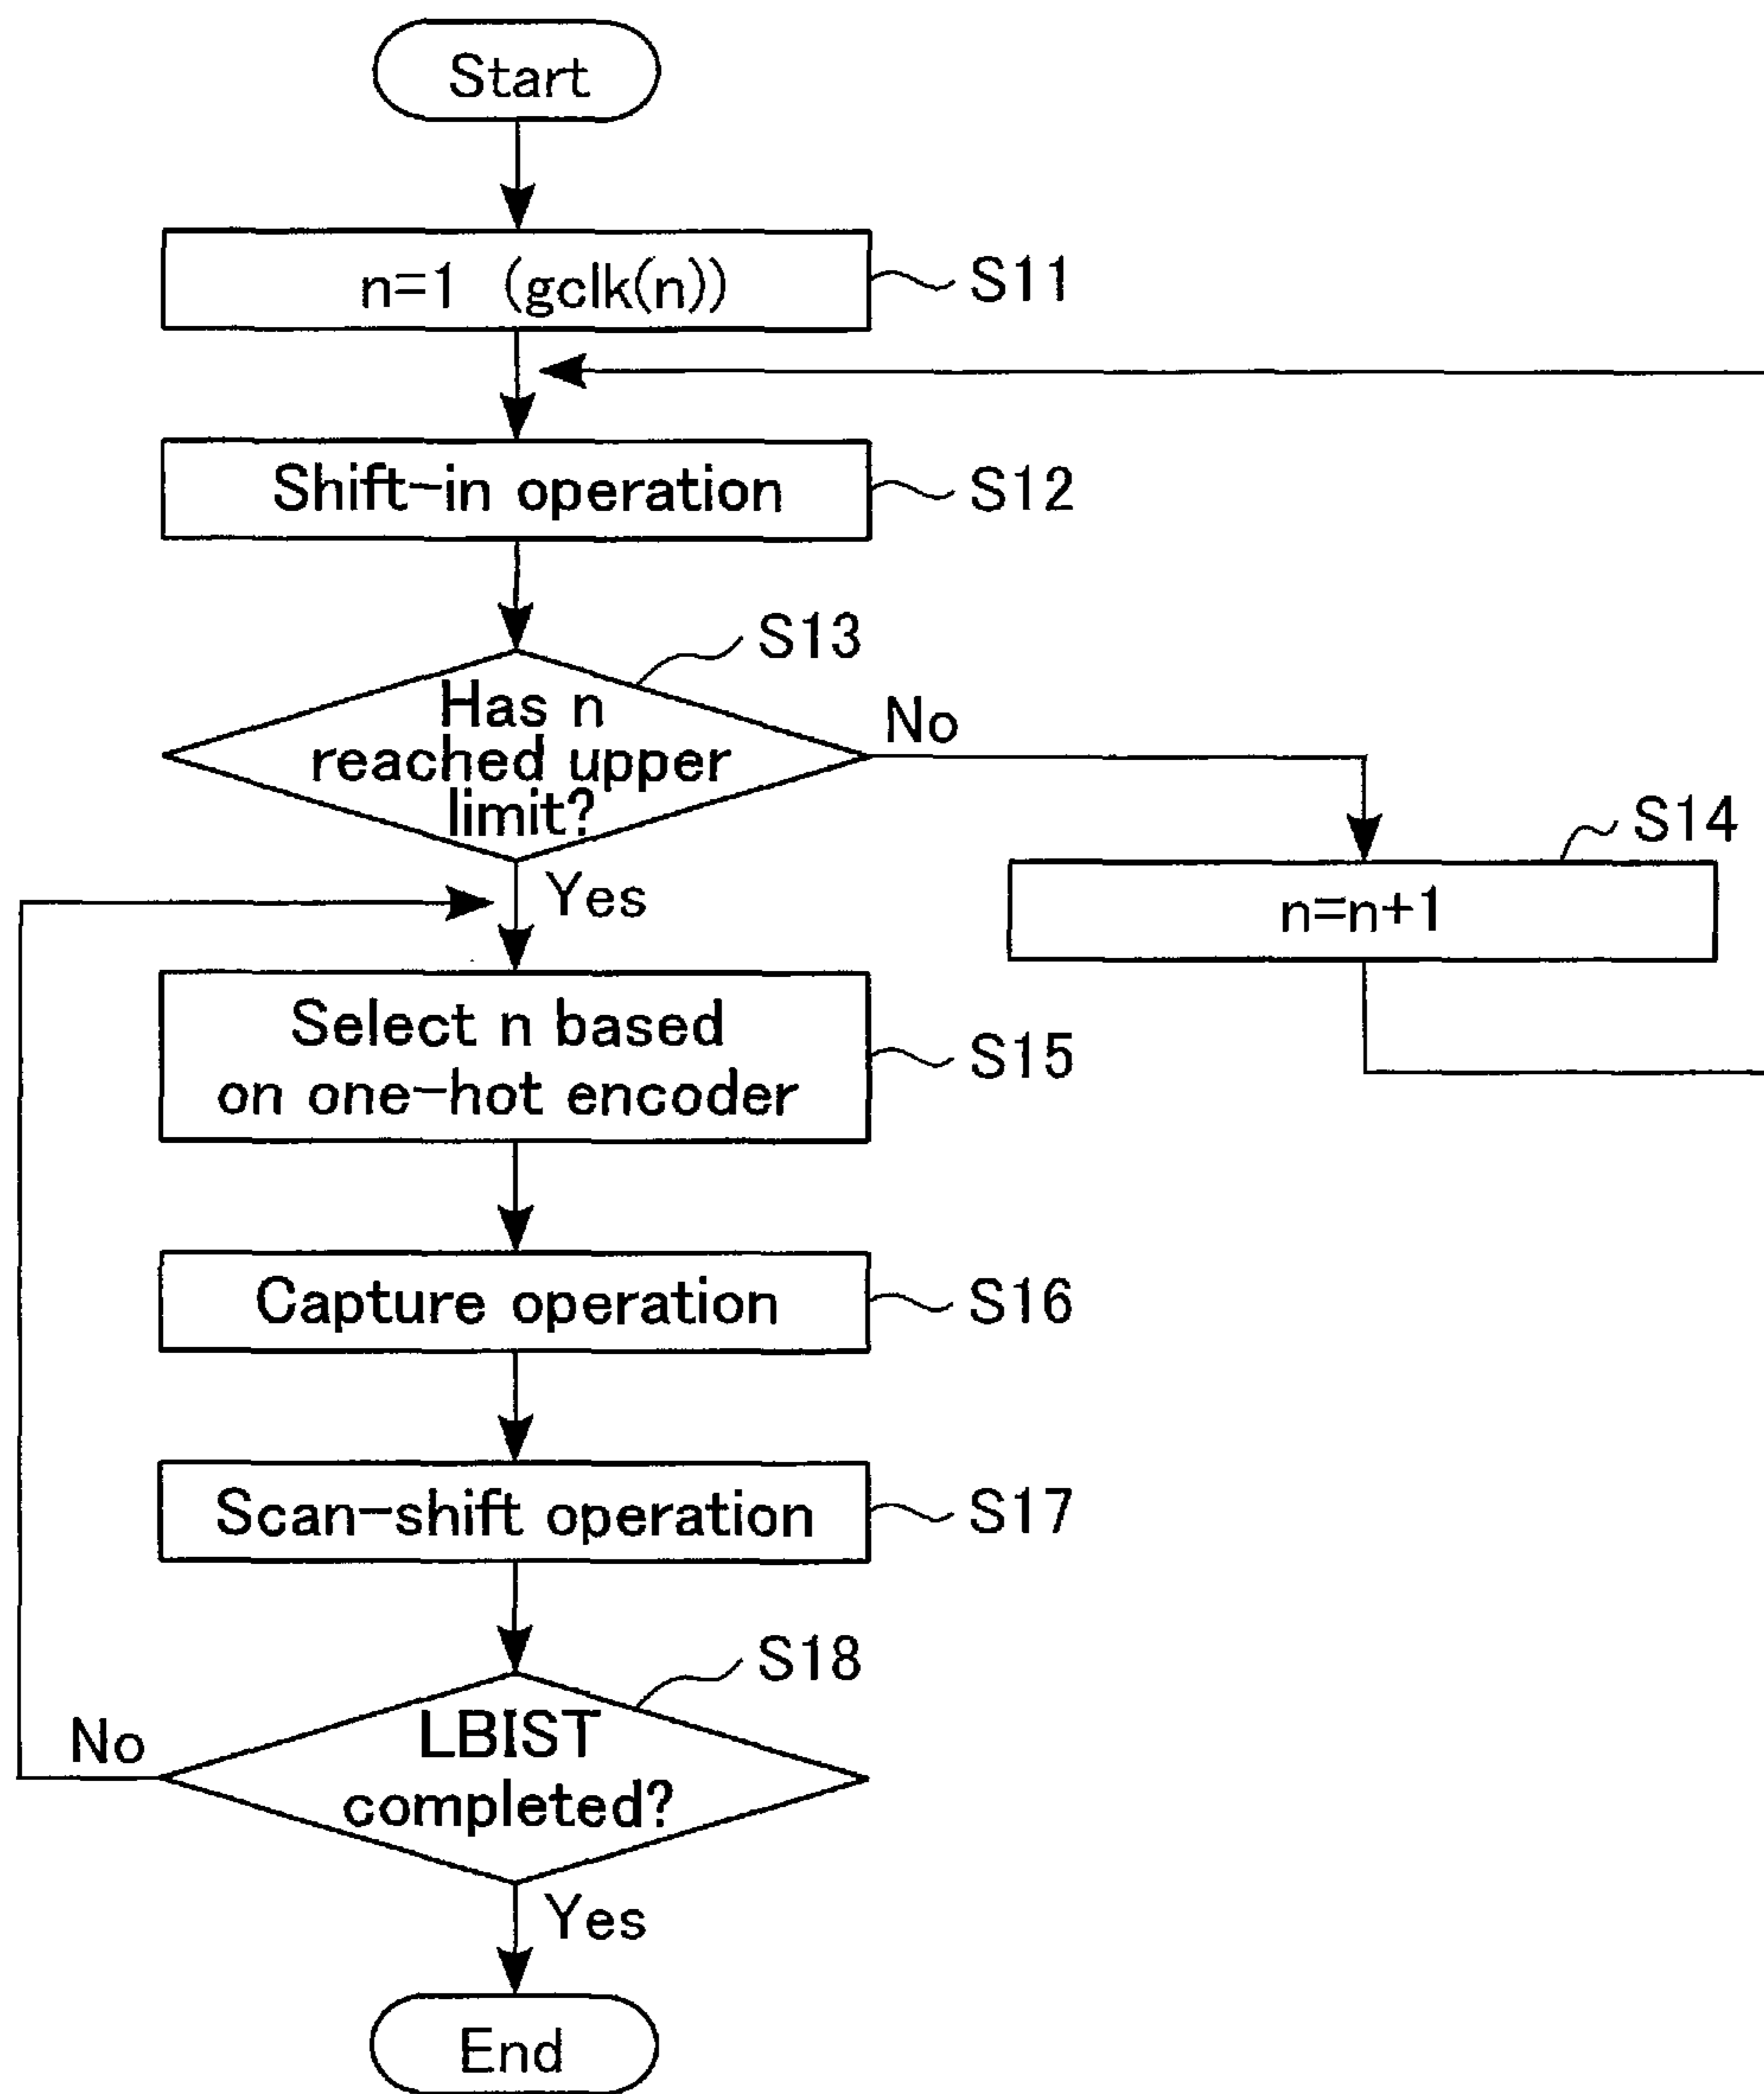 Start
n=1 (gclk(n))
S11
Shift-in operation
S12
S13
Has n
reached upper
limit?
No
S14
n=n+1
Yes
Select n based
on one-hot encoder
S15
Capture operation
S16
Scan-shift operation
S17
S18
LBIST
completed?
No
Yes
End